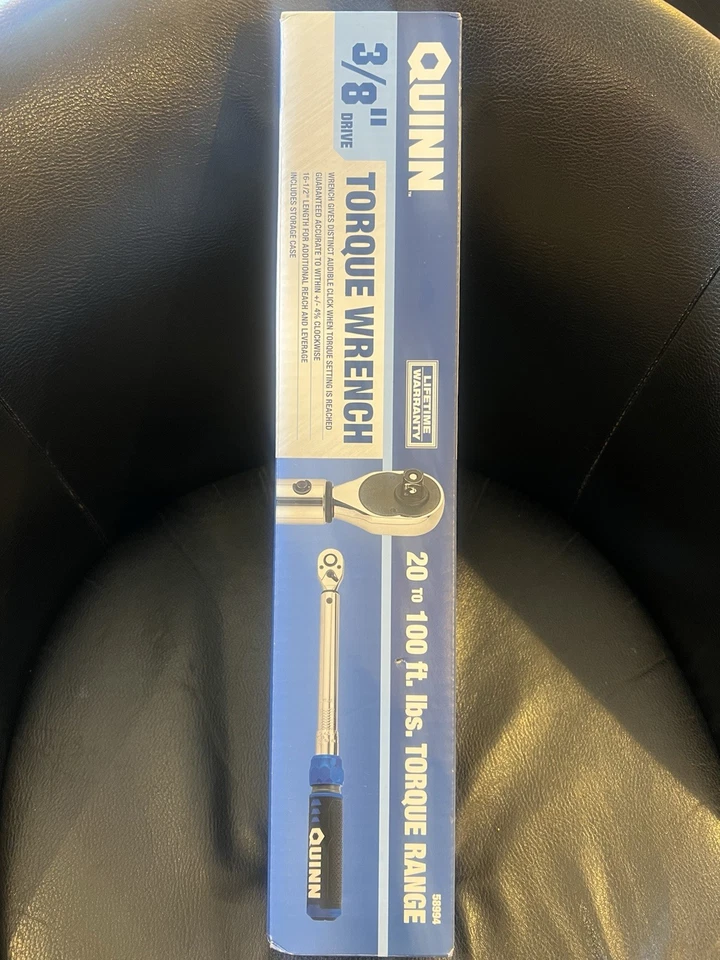 QUINN™
3/8"
DRIVE
TORQUE WRENCH
WRENCH GIVES DISTINCT AUDIBLE CLICK WHEN TORQUE SETTING IS REACHED
GUARANTEED ACCURATE TO WITHIN +/- 4% CLOCKWISE
16-1/2" LENGTH FOR ADDITIONAL REACH AND LEVERAGE
INCLUDES STORAGE CASE
LIFETIME
WARRANTY
20 TO 100 ft. lbs. TORQUE RANGE
58994
QUINN